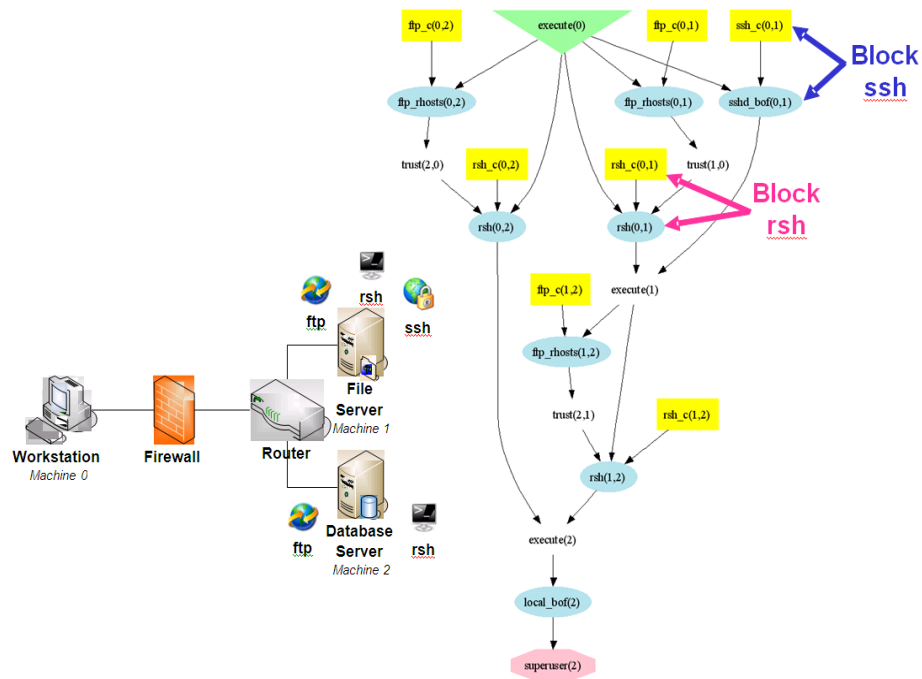 ftp_c(0,2)
execute(0)
ftp_c(0,1)
ssh_c(0,1)
Block
ssh
ftp_rhosts(0,2)
ftp_rhosts(0,1)
sshd_bof(0,1)
trust(2,0)
rsh_c(0,2)
rsh_c(0,1)
trust(1,0)
Block
rsh
rsh(0,2)
rsh(0,1)
ftp_c(1,2)
execute(1)
ftp_rhosts(1,2)
trust(2,1)
rsh_c(1,2)
rsh(1,2)
execute(2)
local_bof(2)
superuser(2)
rsh
ftp
ssh
File
Server
Machine 1
Workstation
Machine 0
Firewall
Router
ftp
Database
Server
Machine 2
rsh